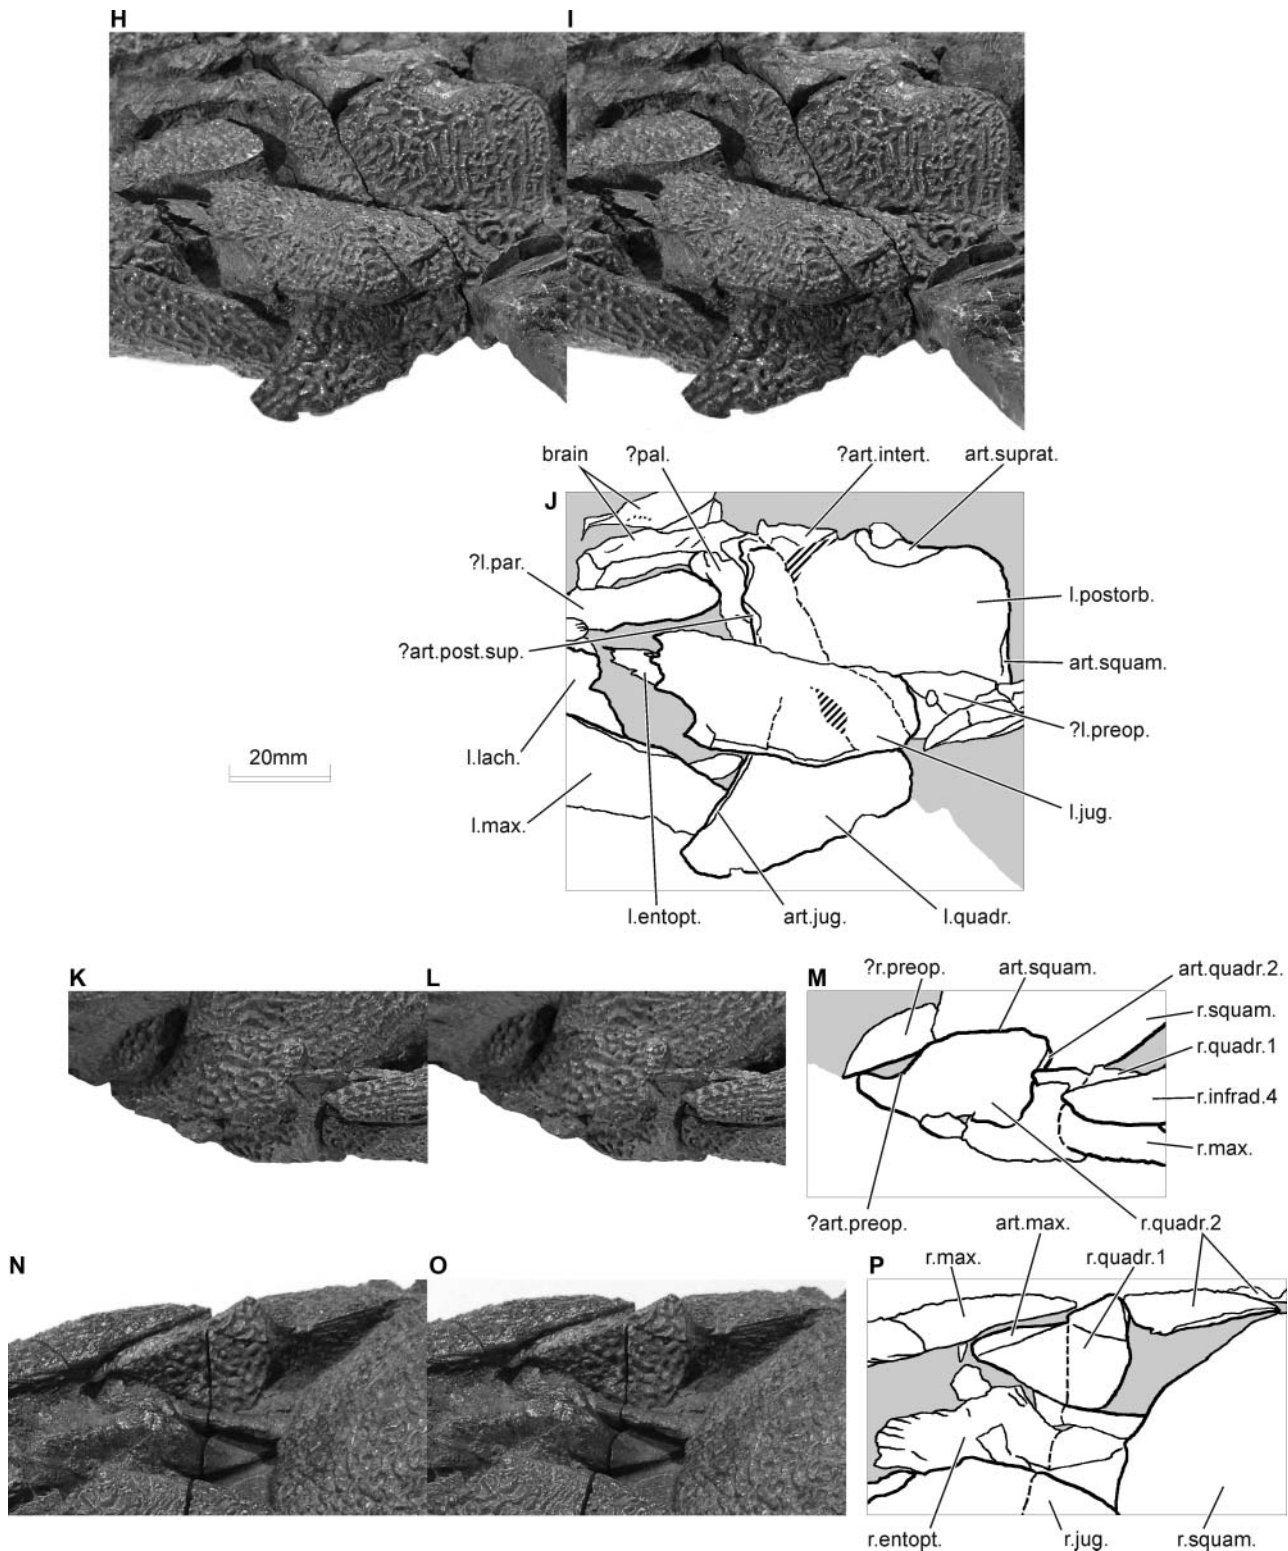 H I
brain ?pal. ?art.intert. art.suprat.
J
?l.par.
l.postorb.
?art.post.sup.
art.squam.
?l.preop.
20mm
l.lach.
l.max.
l.jug.
l.entopt. art.jug. l.quadr.
K L M
?r.preop. art.squam. art.quadr.2.
r.squam.
r.quadr.1
r.infrad.4
r.max.
?art.preop. art.max. r.quadr.2
N O P
r.max. r.quadr.1
r.entopt. r.jug. r.squam.